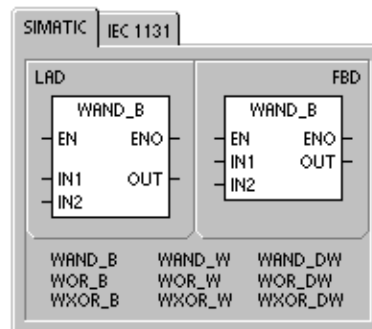 SIMATIC IEC 1131
LAD FBD
WAND_B WAND_B
EN ENO EN ENO
IN1 OUT IN1 OUT
IN2 IN2
WAND_B WAND_W WAND_DW
WOR_B WOR_W WOR_DW
WXOR_B WXOR_W WXOR_DW